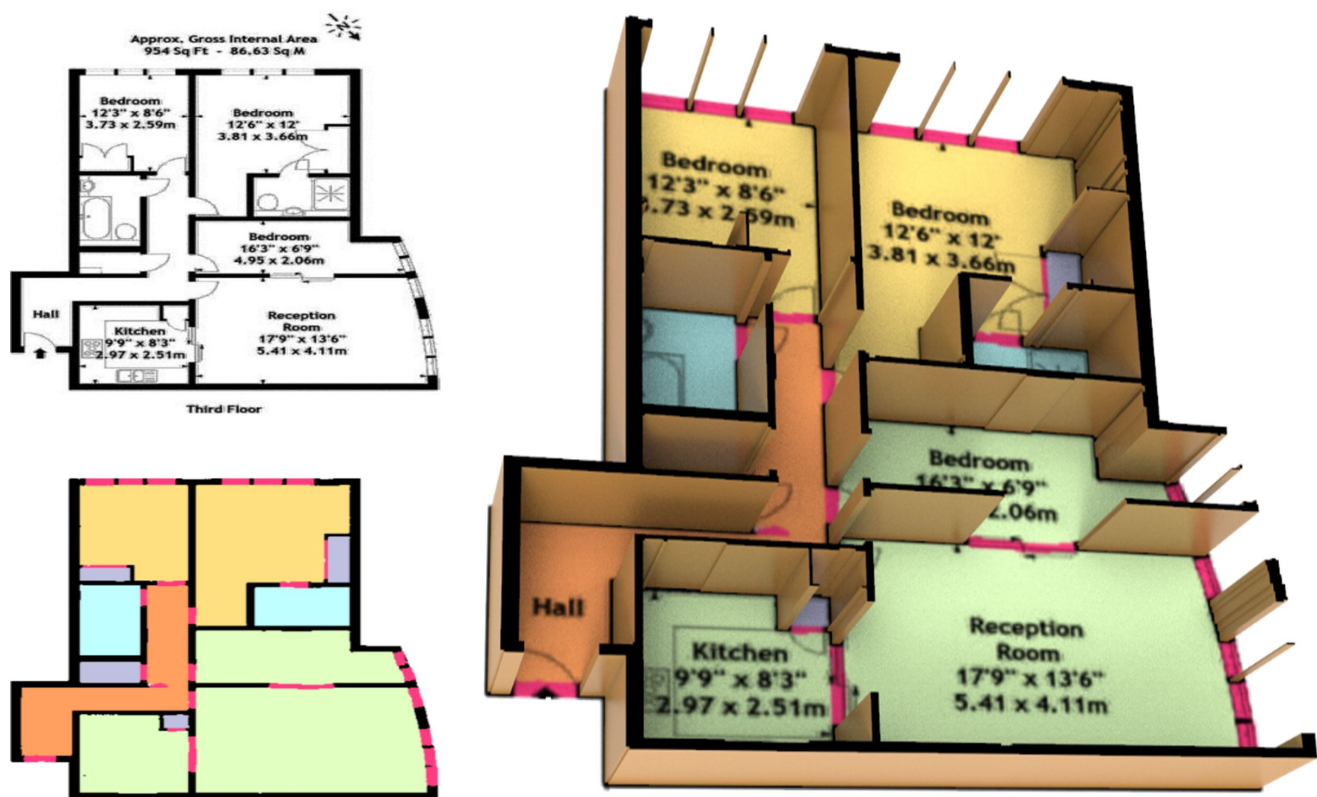 N
Approx. Gross Internal Area
954 Sq Ft - 86.63 Sq M
Bedroom
12'3" x 8'6"
3.73 x 2.59m
Bedroom
12'6" x 12'
3.81 x 3.66m
Bedroom
16'3" x 6'9"
4.95 x 2.06m
Hall
Kitchen
9'9" x 8'3"
2.97 x 2.51m
Reception
Room
17'9" x 13'6"
5.41 x 4.11m
Third Floor
Bedroom
12'3" x 8'6"
.73 x 2.59m
Bedroom
12'6" x 12'
3.81 x 3.66m
Bedroom
16'3" x 6'9"
2.06m
Hall
Kitchen
9'9" x 8'3"
2.97 x 2.51m
Reception
Room
17'9" x 13'6"
5.41 x 4.11m